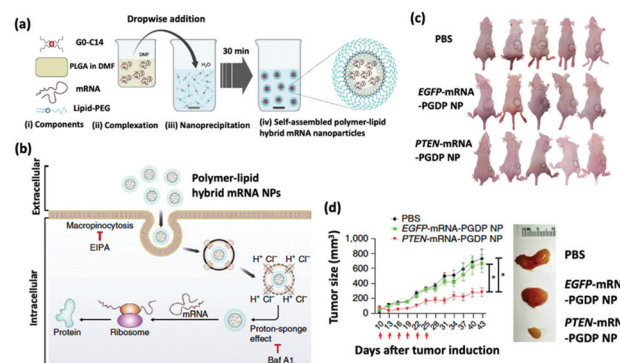 (a)
Dropwise addition
G0-C14
PLGA in DMF
mRNA
Lipid-PEG
DMF
H₂O
30 min
(i) Components
(ii) Complexation
(iii) Nanoprecipitation
(iv) Self-assembled polymer-lipid
hybrid mRNA nanoparticles
(b)
Extracellular
Intracellular
Polymer-lipid
hybrid mRNA NPs
Macropinocytosis
EIPA
H⁺ Cl⁻
H⁺ Cl⁻
H⁺ Cl⁻
H⁺ Cl⁻
Protein
Ribosome
mRNA
Proton-sponge
effect
Baf A1
(c)
PBS
EGFP-mRNA
-PGDP NP
PTEN-mRNA
-PGDP NP
(d)
PBS
EGFP-mRNA-PGDP NP
PTEN-mRNA-PGDP NP
Tumor size (mm³)
1000
800
600
400
200
0
* *
10 13 16 19 22 25 28 31 34 37 40 43
Days after tumor induction
PBS
EGFP-mRNA
-PGDP NP
PTEN-mRNA
-PGDP NP